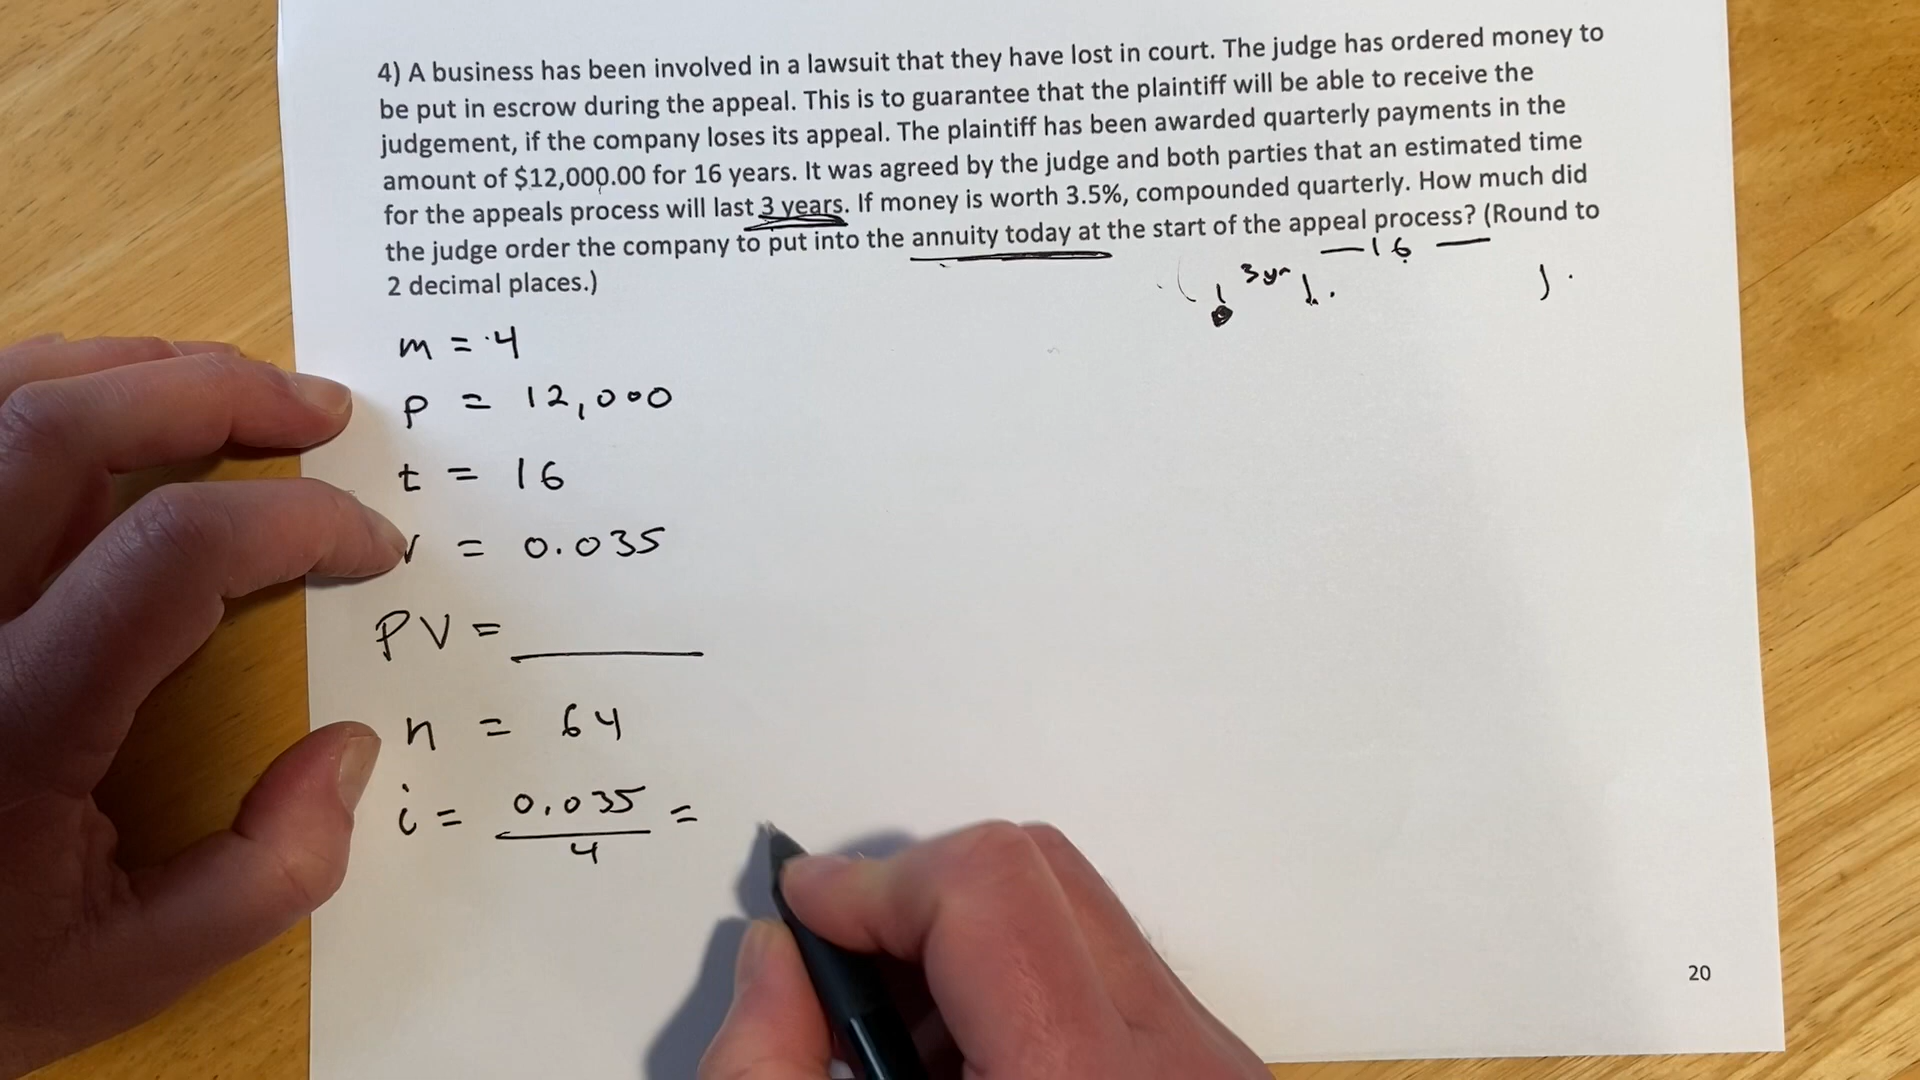 4) A business has been involved in a lawsuit that they have lost in court. The judge has ordered money to
be put in escrow during the appeal. This is to guarantee that the plaintiff will be able to receive the
judgement, if the company loses its appeal. The plaintiff has been awarded quarterly payments in the
amount of $12,000.00 for 16 years. It was agreed by the judge and both parties that an estimated time
for the appeals process will last 3 years. If money is worth 3.5%, compounded quarterly. How much did
the judge order the company to put into the annuity today at the start of the appeal process? (Round to
2 decimal places.)
3yr
16
m = 4
P = 12,000
t = 16
r = 0.035
PV =
n = 64
i = 0.035
4
=
20